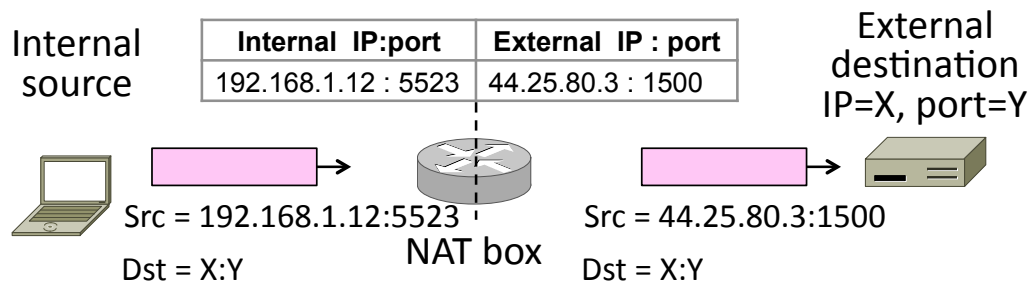 Internal
source
Internal IP:port External IP : port
192.168.1.12 : 5523 44.25.80.3 : 1500
External
destination
IP=X, port=Y
Src = 192.168.1.12:5523
Dst = X:Y
NAT box
Src = 44.25.80.3:1500
Dst = X:Y